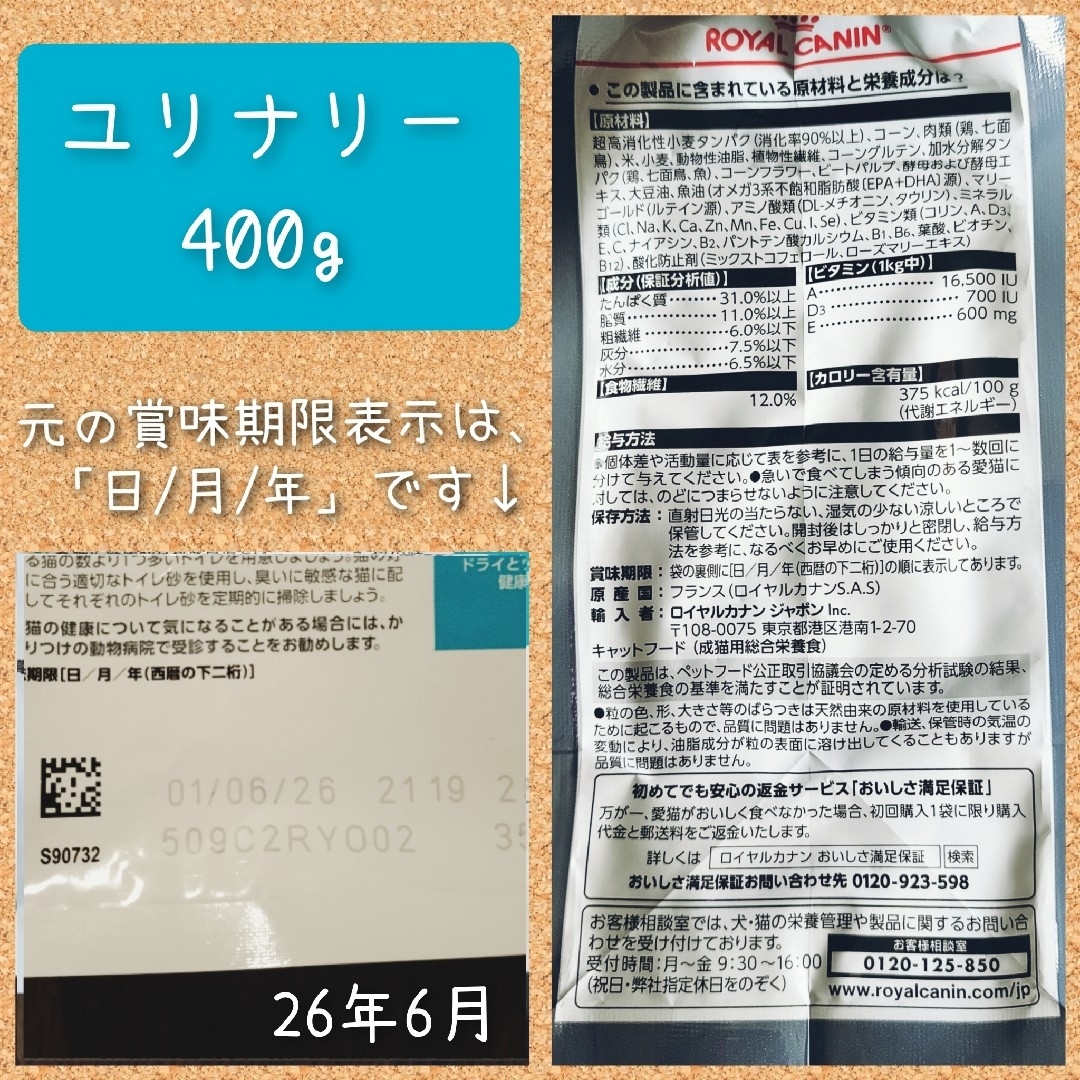 ユリナリー
400g
元の賞味期限表示は、
「日/月/年」です↓
る猫の数より1つ多いトイレを用意しましょう。猫のか
に合う適切なトイレ砂を使用し、臭いに敏感な猫に配
してそれぞれのトイレ砂を定期的に掃除しましょう。
猫の健康について気になることがある場合には、か
りつけの動物病院で受診することをお勧めします。
期限[日/月/年(西暦の下二桁)]
ドライと
健康
01/06/26 21 19 2
509C2RY002 35
S90732
26年6月
ROYAL CANIN®
● この製品に含まれている原材料と栄養成分は?
【原材料】
超高消化性小麦タンパク(消化率90%以上)、コーン、肉類(鶏、七面
鳥)、米、小麦、動物性油脂、植物性繊維、コーングルテン、加水分解タン
パク(鶏、七面鳥、魚)、コーンフラワー、ビートパルプ、酵母および酵母エ
キス、大豆油、魚油(オメガ3系不飽和脂肪酸[EPA+DHA]源)、マリー
ゴールド(ルテイン源)、アミノ酸類(DL-メチオニン、タウリン)、ミネラル
類(Cl,Na,K,Ca,Zn,Mn,Fe,Cu,I,Se)、ビタミン類(コリン、A、D3、
E、C、ナイアシン、B2、パントテン酸カルシウム、B1、B6、葉酸、ビオチン、
B12)、酸化防止剤(ミックストコフェロール、ローズマリーエキス)
【成分(保証分析値)】
たんぱく質………31.0%以上
脂質………11.0%以上
粗繊維………6.0%以下
灰分………7.5%以下
水分………6.5%以下
【食物繊維】
12.0%
【ビタミン(1kg中)】
A………16,500 IU
D3………700 IU
E………600 mg
【カロリー含有量】
375 kcal/100 g
(代謝エネルギー)
給与方法
●個体差や活動量に応じて表を参考に、1日の給与量を1~数回に
分けて与えてください。●急いで食べてしまう傾向のある愛猫に
対しては、のどにつまらせないように注意してください。
保存方法:直射日光の当たらない、湿気の少ない涼しいところで
保管してください。開封後はしっかりと密閉し、給与方
法を参考に、なるべくお早めにご使用ください。
賞味期限:袋の裏側に[日/月/年(西暦の下二桁)]の順に表示してあります。
原産国:フランス(ロイヤルカナンS.A.S)
輸入者:ロイヤルカナン ジャポン Inc.
〒108-0075 東京都港区港南1-2-70
キャットフード(成猫用総合栄養食)
この製品は、ペットフード公正取引協議会の定める分析試験の結果、
総合栄養食の基準を満たすことが証明されています。
●粒の色、形、大きさ等のばらつきは天然由来の原材料を使用している
ために起こるもので、品質に問題はありません。●輸送、保管時の気温の
変動により、油脂成分が粒の表面に溶け出してくることもありますが
品質に問題はありません。
初めてでも安心の返金サービス「おいしさ満足保証」
万が一、愛猫がおいしく食べなかった場合、初回購入1袋に限り購入
代金と郵送料をご返金いたします。
詳しくは ロイヤルカナン おいしさ満足保証 検索
おいしさ満足保証お問い合わせ先 0120-923-598
お客様相談室では、犬・猫の栄養管理や製品に関するお問い合
わせを受け付けております。
受付時間:月~金 9:30~16:00
(祝日・弊社指定休日をのぞく)
お客様相談室
0120-125-850
www.royalcanin.com/jp